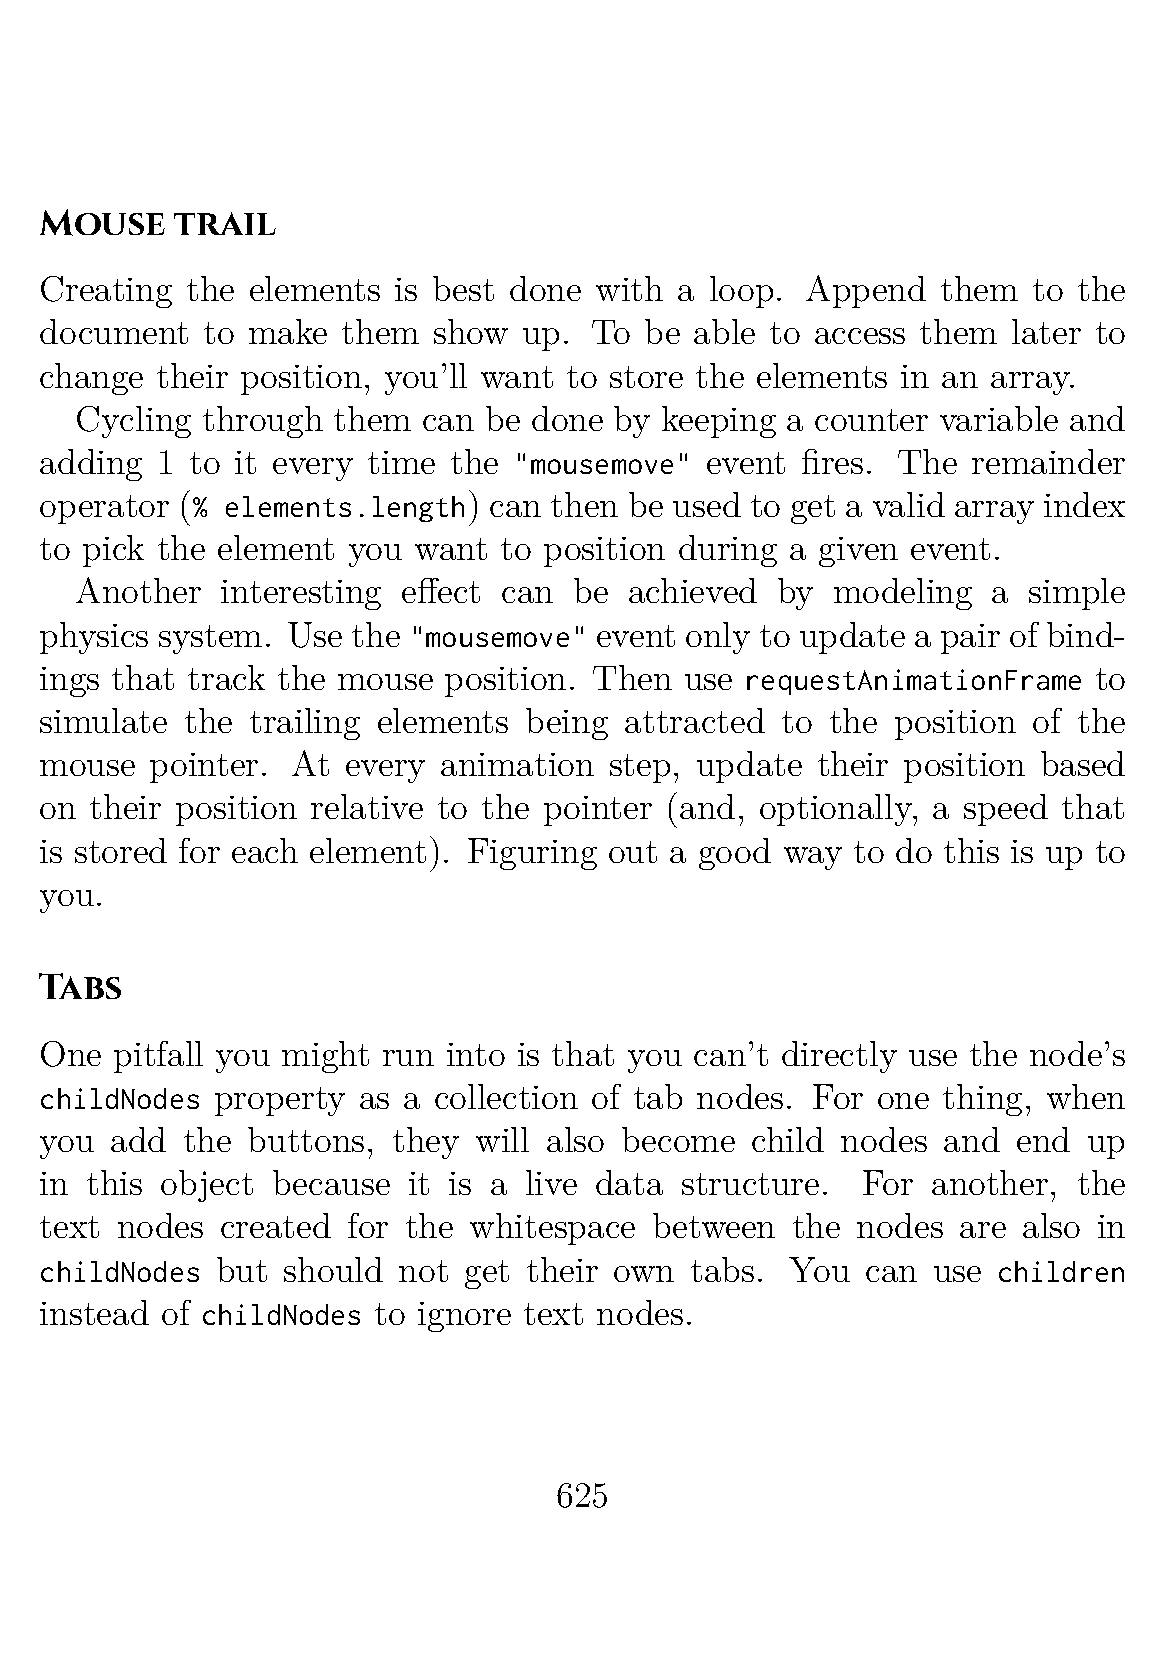 Mouse trail
Creating the elements is best done with a loop. Append them to the
document to make them show up. To be able to access them later to
change their position, you'll want to store the elements in an array.
Cycling through them can be done by keeping a counter variable and
adding 1 to it every time the "mousemove" event fires. The remainder
operator (% elements.length) can then be used to get a valid array index
to pick the element you want to position during a given event.
Another interesting effect can be achieved by modeling a simple
physics system. Use the "mousemove" event only to update a pair of bind-
ings that track the mouse position. Then use requestAnimationFrame to
simulate the trailing elements being attracted to the position of the
mouse pointer. At every animation step, update their position based
on their position relative to the pointer (and, optionally, a speed that
is stored for each element). Figuring out a good way to do this is up to
you.
Tabs
One pitfall you might run into is that you can't directly use the node's
childNodes property as a collection of tab nodes. For one thing, when
you add the buttons, they will also become child nodes and end up
in this object because it is a live data structure. For another, the
text nodes created for the whitespace between the nodes are also in
childNodes but should not get their own tabs. You can use children
instead of childNodes to ignore text nodes.
625